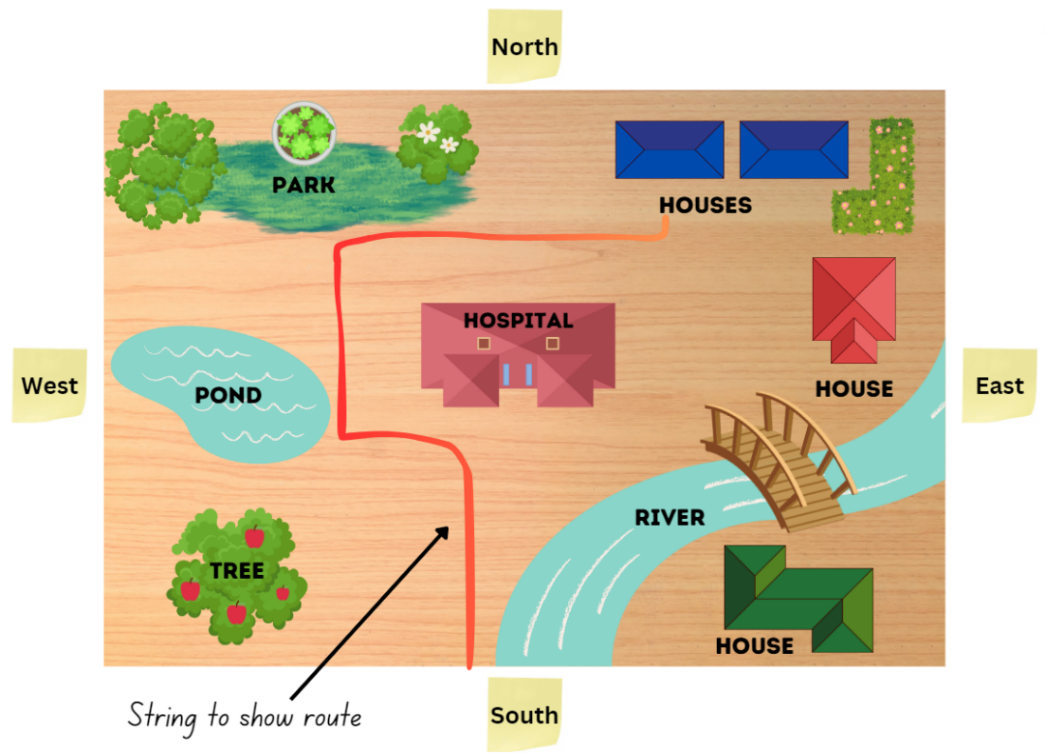 North
PARK
HOUSES
HOSPITAL
West
POND
HOUSE
East
RIVER
TREE
HOUSE
String to show route
South